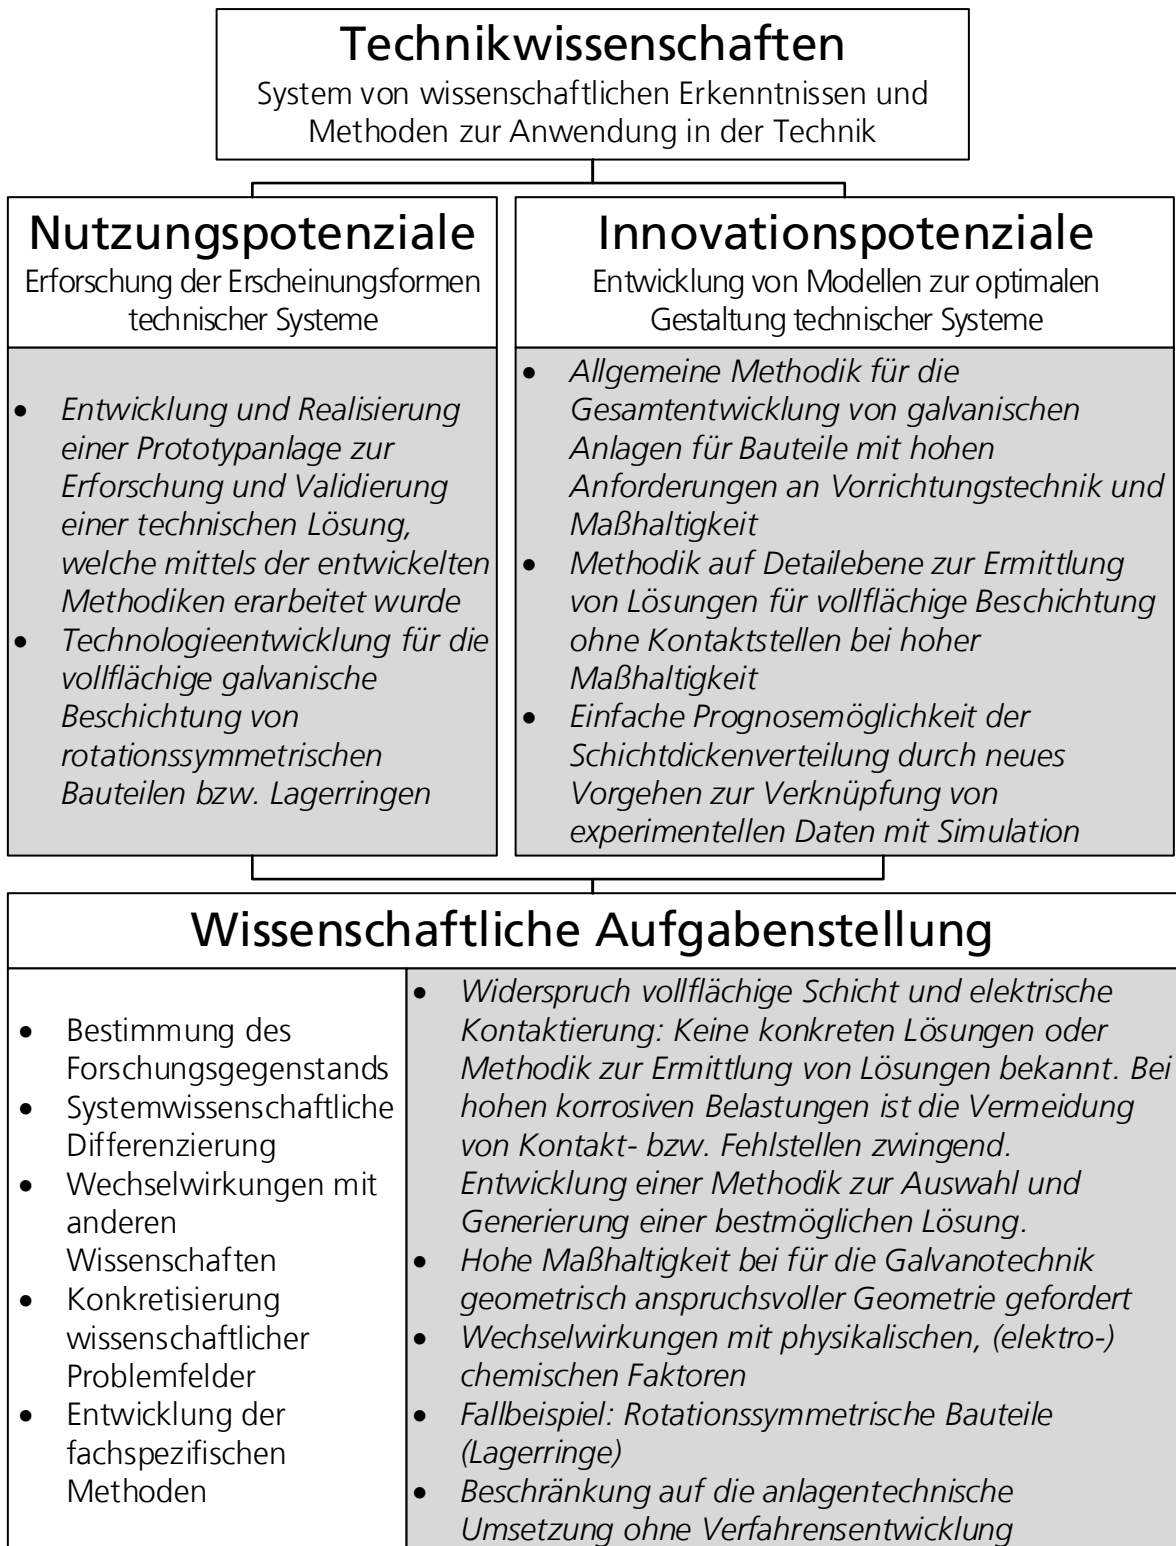 Technikwissenschaften
System von wissenschaftlichen Erkenntnissen und
Methoden zur Anwendung in der Technik
Nutzungspotenziale
Erforschung der Erscheinungsformen
technischer Systeme
• Entwicklung und Realisierung
einer Prototypanlage zur
Erforschung und Validierung
einer technischen Lösung,
welche mittels der entwickelten
Methodiken erarbeitet wurde
• Technologieentwicklung für die
vollflächige galvanische
Beschichtung von
rotationssymmetrischen
Bauteilen bzw. Lagerringen
Innovationspotenziale
Entwicklung von Modellen zur optimalen
Gestaltung technischer Systeme
• Allgemeine Methodik für die
Gesamtentwicklung von galvanischen
Anlagen für Bauteile mit hohen
Anforderungen an Vorrichtungstechnik und
Maßhaltigkeit
• Methodik auf Detailebene zur Ermittlung
von Lösungen für vollflächige Beschichtung
ohne Kontaktstellen bei hoher
Maßhaltigkeit
• Einfache Prognosemöglichkeit der
Schichtdickenverteilung durch neues
Vorgehen zur Verknüpfung von
experimentellen Daten mit Simulation
Wissenschaftliche Aufgabenstellung
• Bestimmung des
Forschungsgegenstands
• Systemwissenschaftliche
Differenzierung
• Wechselwirkungen mit
anderen
Wissenschaften
• Konkretisierung
wissenschaftlicher
Problemfelder
• Entwicklung der
fachspezifischen
Methoden
• Widerspruch vollflächige Schicht und elektrische
Kontaktierung: Keine konkreten Lösungen oder
Methodik zur Ermittlung von Lösungen bekannt. Bei
hohen korrosiven Belastungen ist die Vermeidung
von Kontakt- bzw. Fehlstellen zwingend.
Entwicklung einer Methodik zur Auswahl und
Generierung einer bestmöglichen Lösung.
• Hohe Maßhaltigkeit bei für die Galvanotechnik
geometrisch anspruchsvoller Geometrie gefordert
• Wechselwirkungen mit physikalischen, (elektro-)
chemischen Faktoren
• Fallbeispiel: Rotationssymmetrische Bauteile
(Lagerringe)
• Beschränkung auf die anlagentechnische
Umsetzung ohne Verfahrensentwicklung